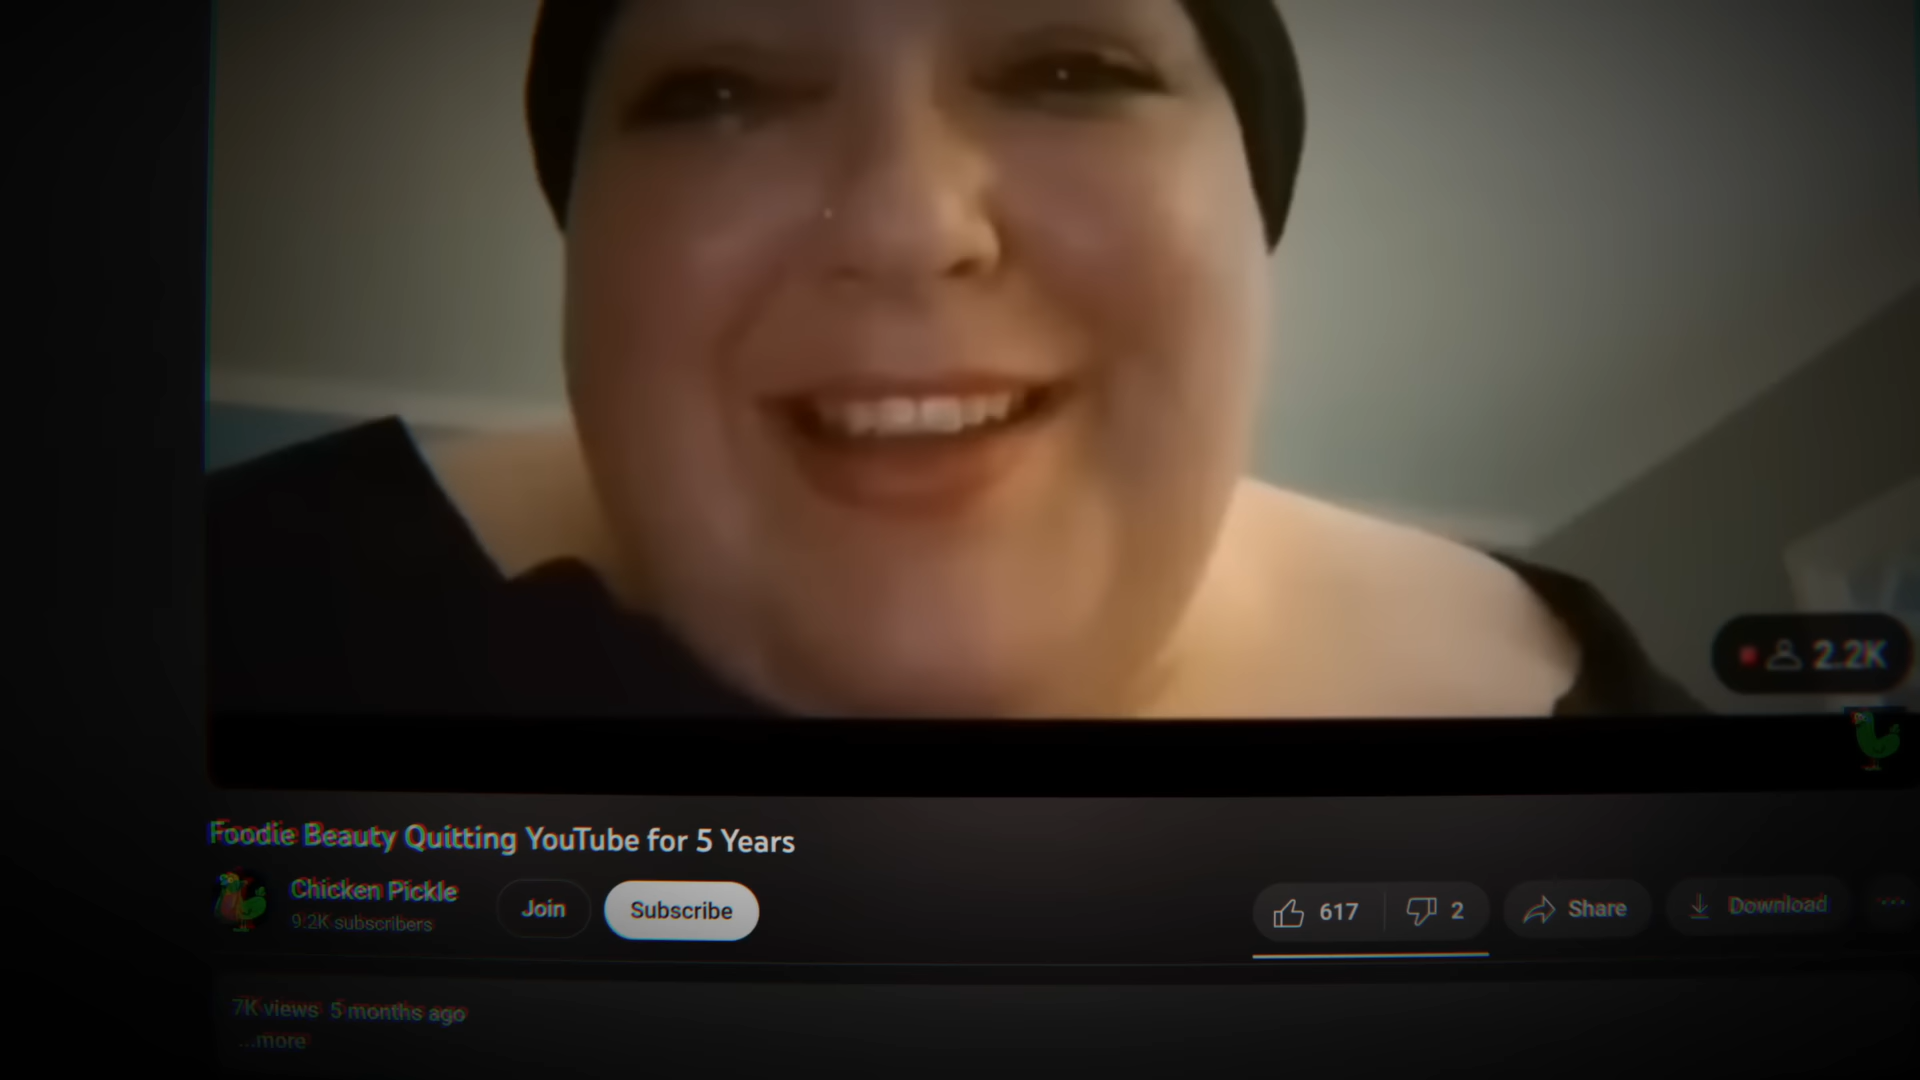 2.2K
Foodie Beauty Quitting YouTube for 5 Years
Chicken Pickle
9.2K subscribers
Join
Subscribe
617
2
Share
Download
7K views 5 months ago
...more